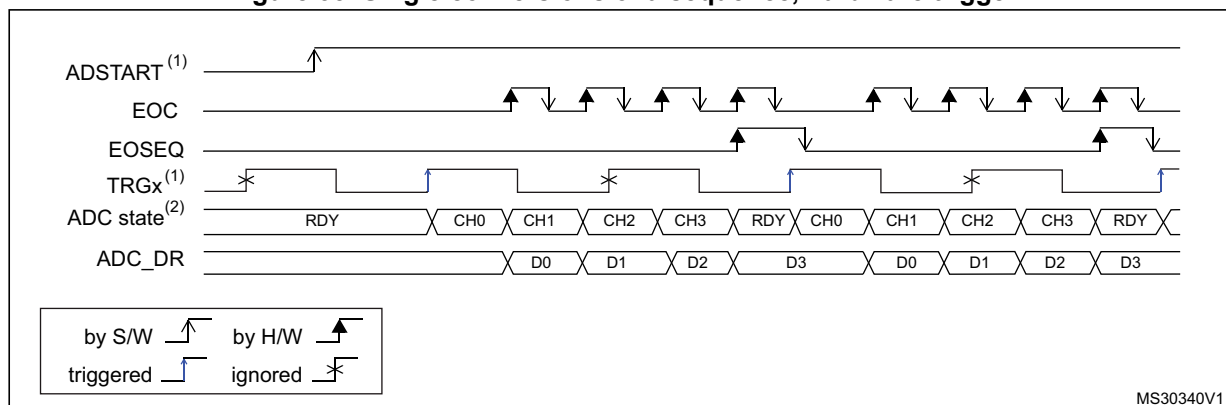 ADSTART (1)
EOC
EOSEQ
TRGx(1)
ADC state(2) RDY CH0 CH1 CH2 CH3 RDY CH0 CH1 CH2 CH3 RDY
ADC_DR D0 D1 D2 D3 D0 D1 D2 D3
by S/W by H/W
triggered ignored
MS30340V1